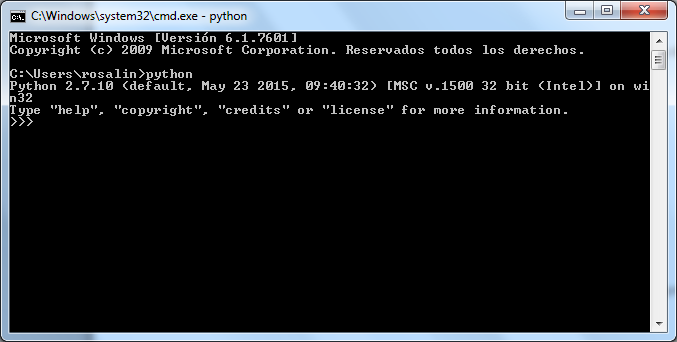 C:\Windows\system32\cmd.exe - python
Microsoft Windows [Versión 6.1.7601]
Copyright (c) 2009 Microsoft Corporation. Reservados todos los derechos.
C:\Users\rosalin>python
Python 2.7.10 (default, May 23 2015, 09:40:32) [MSC v.1500 32 bit (Intel)] on wi
n32
Type "help", "copyright", "credits" or "license" for more information.
>>>